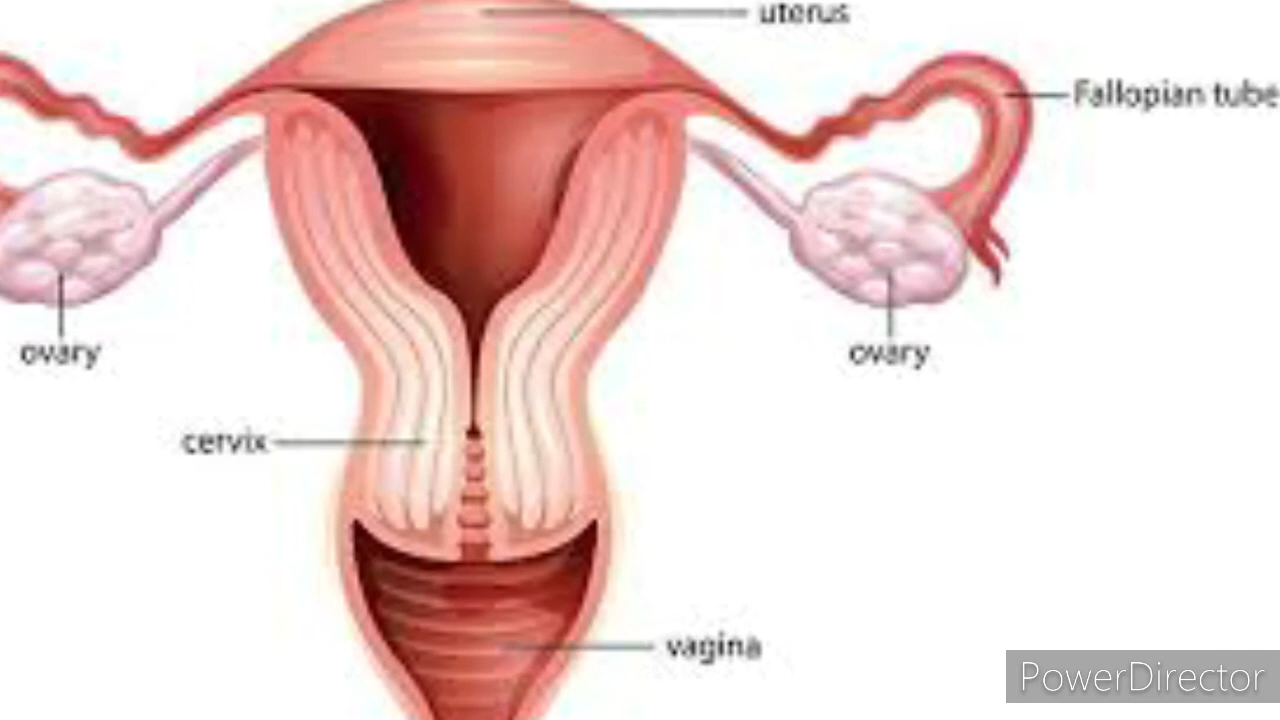 uterus
Fallopian tube
ovary
ovary
cervix
vagina
PowerDirector